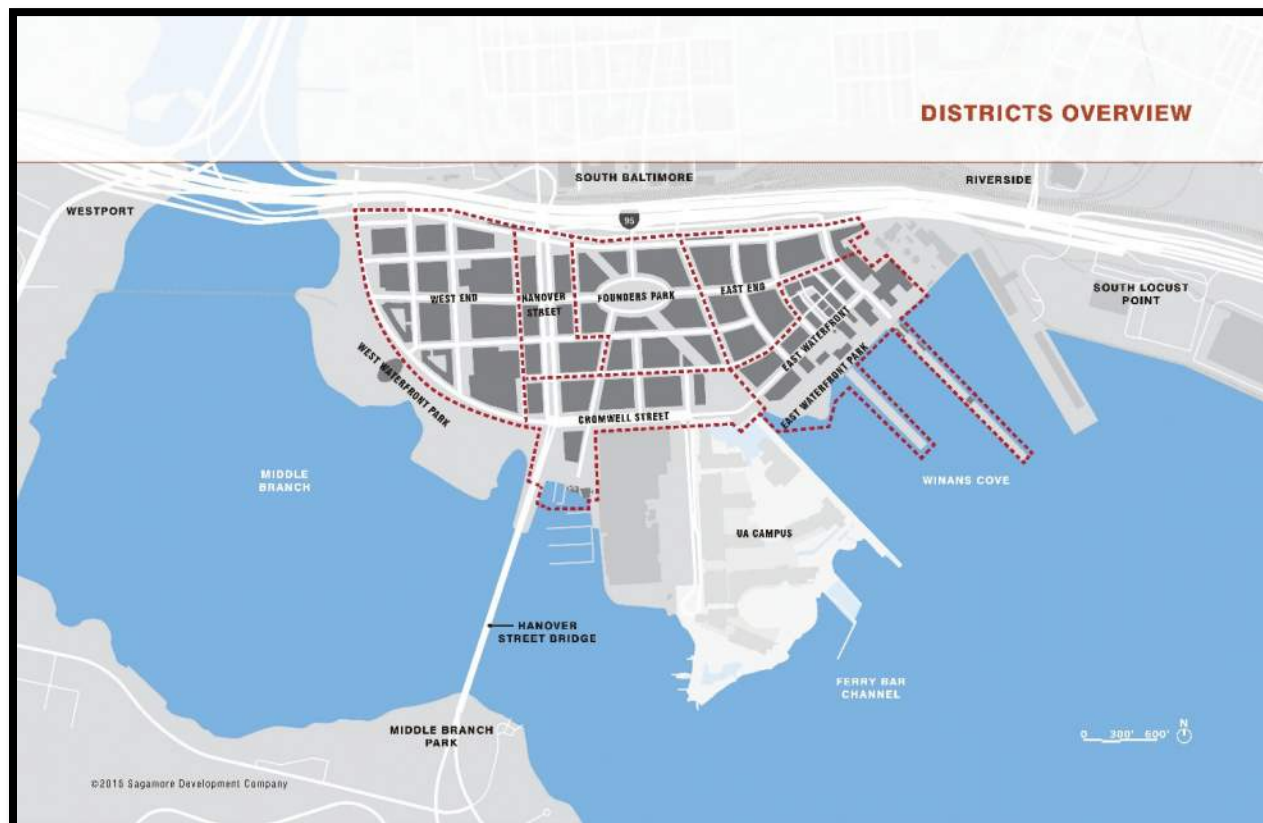 DISTRICTS OVERVIEW
SOUTH BALTIMORE
RIVERSIDE
95
WESTPORT
SOUTH LOCUST
POINT
WEST END
HANOVER
STREET
FOUNDERS PARK
EAST END
EAST WATERFRONT
EAST WATERFRONT PARK
WEST WATERFRONT PARK
CROMWELL STREET
MIDDLE
BRANCH
WINANS COVE
UA CAMPUS
HANOVER
STREET BRIDGE
FERRY BAR
CHANNEL
MIDDLE BRANCH
PARK
N
0 300' 600'
©2015 Sagamore Development Company